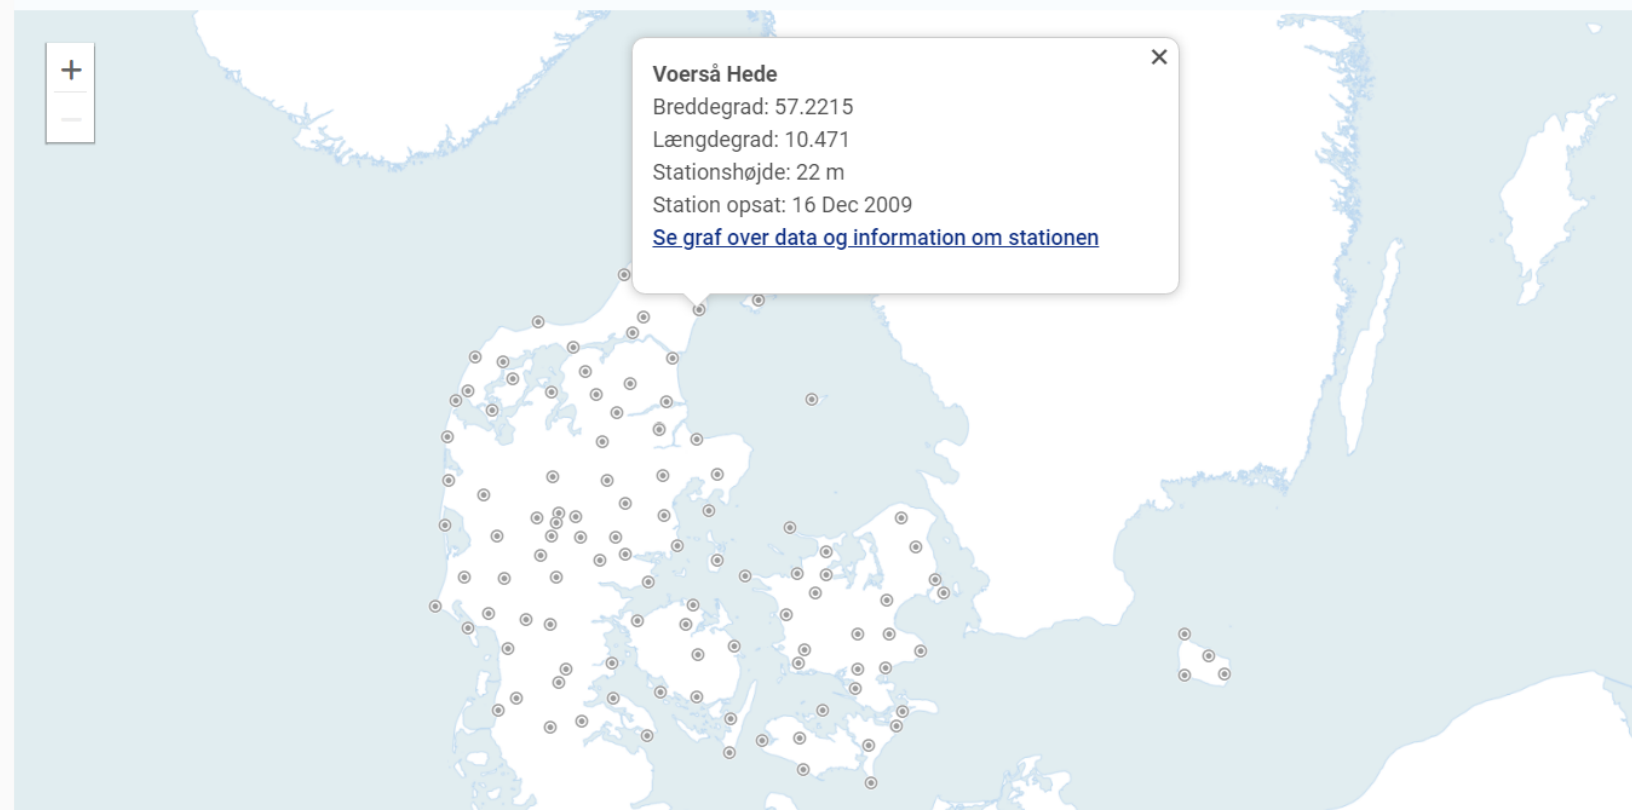 +
−
×
Voerså Hede
Breddegrad: 57.2215
Længdegrad: 10.471
Stationshøjde: 22 m
Station opsat: 16 Dec 2009
Se graf over data og information om stationen